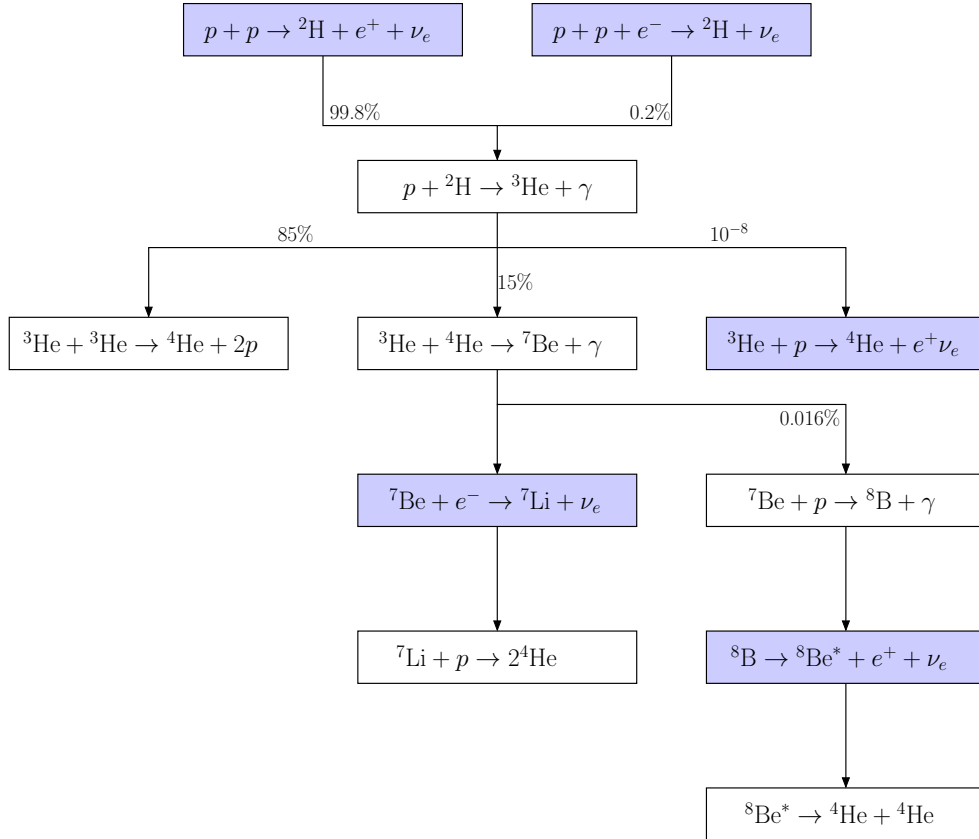 p + p → ²H + e⁺ + νₑ
p + p + e⁻ → ²H + νₑ
99.8%
0.2%
p + ²H → ³He + γ
85%
10⁻⁸
15%
³He + ³He → ⁴He + 2p
³He + ⁴He → ⁷Be + γ
³He + p → ⁴He + e⁺νₑ
0.016%
⁷Be + e⁻ → ⁷Li + νₑ
⁷Be + p → ⁸B + γ
⁷Li + p → 2⁴He
⁸B → ⁸Be* + e⁺ + νₑ
⁸Be* → ⁴He + ⁴He